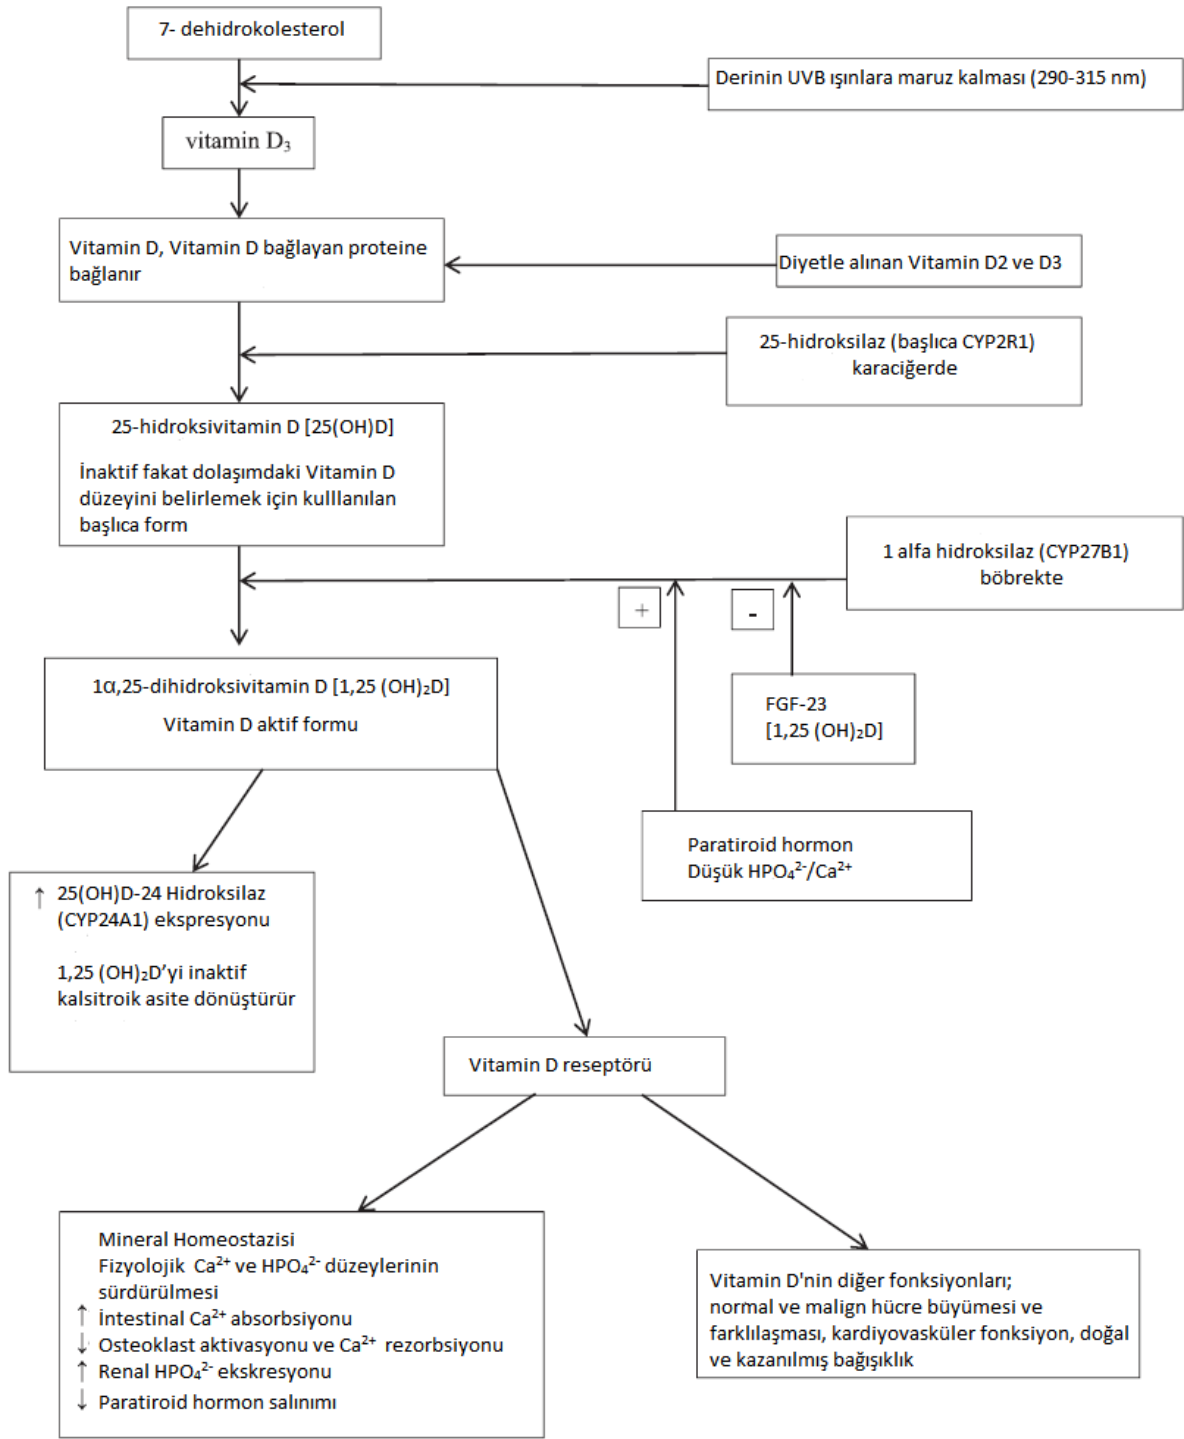 7- dehidrokolesterol
Derinin UVB ışınlara maruz kalması (290-315 nm)
vitamin D₃
Vitamin D, Vitamin D bağlayan proteine
bağlanır
Diyetle alınan Vitamin D2 ve D3
25-hidroksilaz (başlıca CYP2R1)
karaciğerde
25-hidroksivitamin D [25(OH)D]
İnaktif fakat dolaşımdaki Vitamin D
düzeyini belirlemek için kulllanılan
başlıca form
1 alfa hidroksilaz (CYP27B1)
böbrekte
+
-
1α,25-dihidroksivitamin D [1,25 (OH)₂D]
Vitamin D aktif formu
FGF-23
[1,25 (OH)₂D]
Paratiroid hormon
Düşük HPO₄²⁻/Ca²⁺
↑ 25(OH)D-24 Hidroksilaz
(CYP24A1) ekspresyonu
1,25 (OH)₂D’yi inaktif
kalsitroik asite dönüştürür
Vitamin D reseptörü
Mineral Homeostazisi
Fizyolojik Ca²⁺ ve HPO₄²⁻ düzeylerinin
sürdürülmesi
↑ İntestinal Ca²⁺ absorbsiyonu
↓ Osteoklast aktivasyonu ve Ca²⁺ rezorbsiyonu
↑ Renal HPO₄²⁻ ekskresyonu
↓ Paratiroid hormon salınımı
Vitamin D'nin diğer fonksiyonları;
normal ve malign hücre büyümesi ve
farklılaşması, kardiyovasküler fonksiyon, doğal
ve kazanılmış bağışıklık